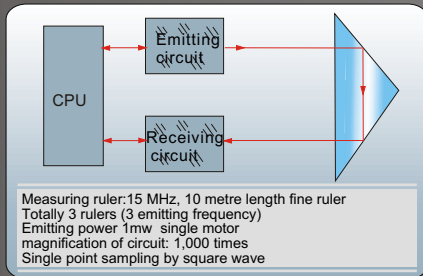 Emitting
circuit
CPU
Receiving
circuit
Measuring ruler:15 MHz, 10 metre length fine ruler
Totally 3 rulers (3 emitting frequency)
Emitting power 1mw single motor
magnification of circuit: 1,000 times
Single point sampling by square wave